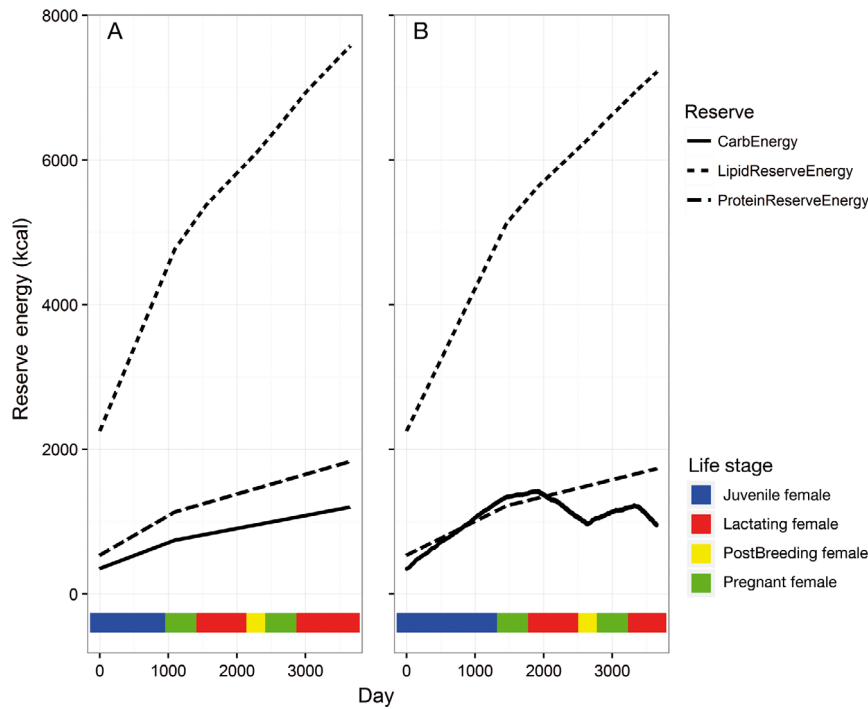 A
B
8000
6000
4000
2000
0
Reserve energy (kcal)
0 1000 2000 3000
0 1000 2000 3000
Day
Reserve
CarbEnergy
LipidReserveEnergy
ProteinReserveEnergy
Life stage
Juvenile female
Lactating female
PostBreeding female
Pregnant female